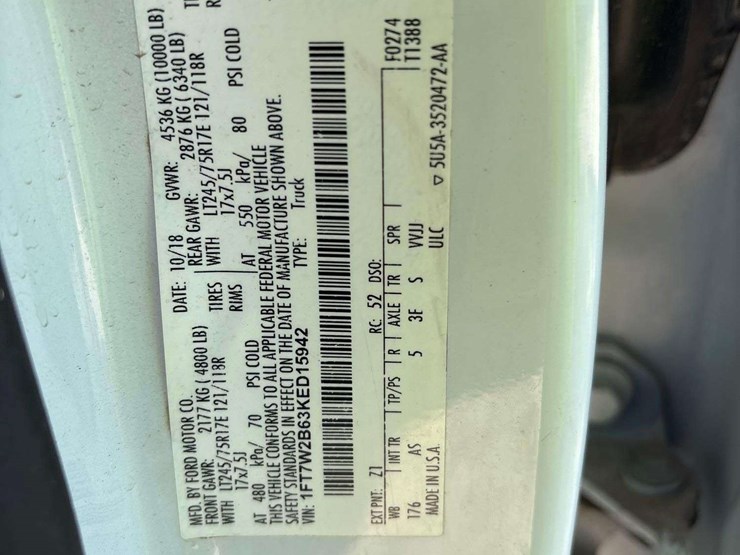 MFD. BY FORD MOTOR CO.
DATE: 10/18 GVWR: 4536 KG (10000 LB)
FRONT GAWR: 2177 KG ( 4800 LB) REAR GAWR: 2876 KG ( 6340 LB)
WITH LT245/75R17E 121/118R TIRES WITH LT245/75R17E 121/118R
17x7.5J RIMS 17x7.5J
AT 480 kPa/ 70 PSI COLD AT 550 kPa/ 80 PSI COLD
THIS VEHICLE CONFORMS TO ALL APPLICABLE FEDERAL MOTOR VEHICLE
SAFETY STANDARDS IN EFFECT ON THE DATE OF MANUFACTURE SHOWN ABOVE.
VIN: 1FT7W2B63KED15942 TYPE: Truck
EXT PNT: Z1 RC: 52 DSO: F0274
WB INT TR TP/PS R AXLE TR SPR T1388
176 AS 5 3E S VVJJ
MADE IN U.S.A. ULC ▽ 5U5A-3520472-AA